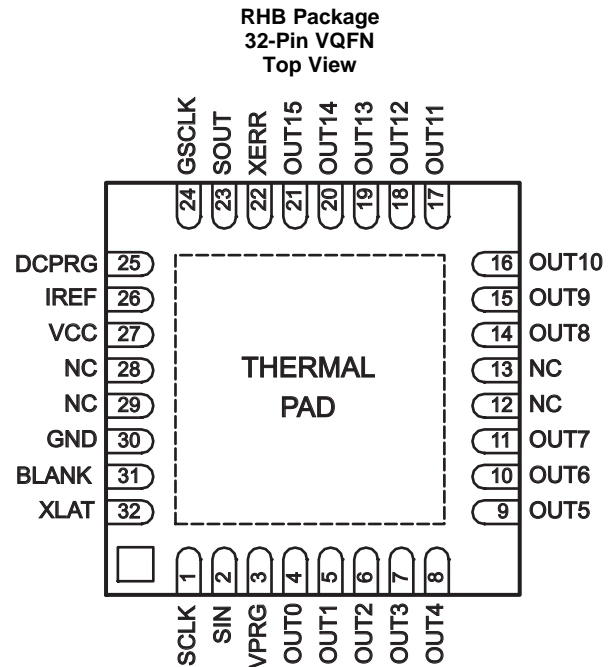 RHB Package
32-Pin VQFN
Top View
GSCLK
SOUT
XERR
OUT15
OUT14
OUT13
OUT12
OUT11
24
23
22
21
20
19
18
17
DCPRG 25
IREF 26
VCC 27
NC 28
NC 29
GND 30
BLANK 31
XLAT 32
THERMAL
PAD
16 OUT10
15 OUT9
14 OUT8
13 NC
12 NC
11 OUT7
10 OUT6
9 OUT5
1
2
3
4
5
6
7
8
SCLK
SIN
VPRG
OUT0
OUT1
OUT2
OUT3
OUT4